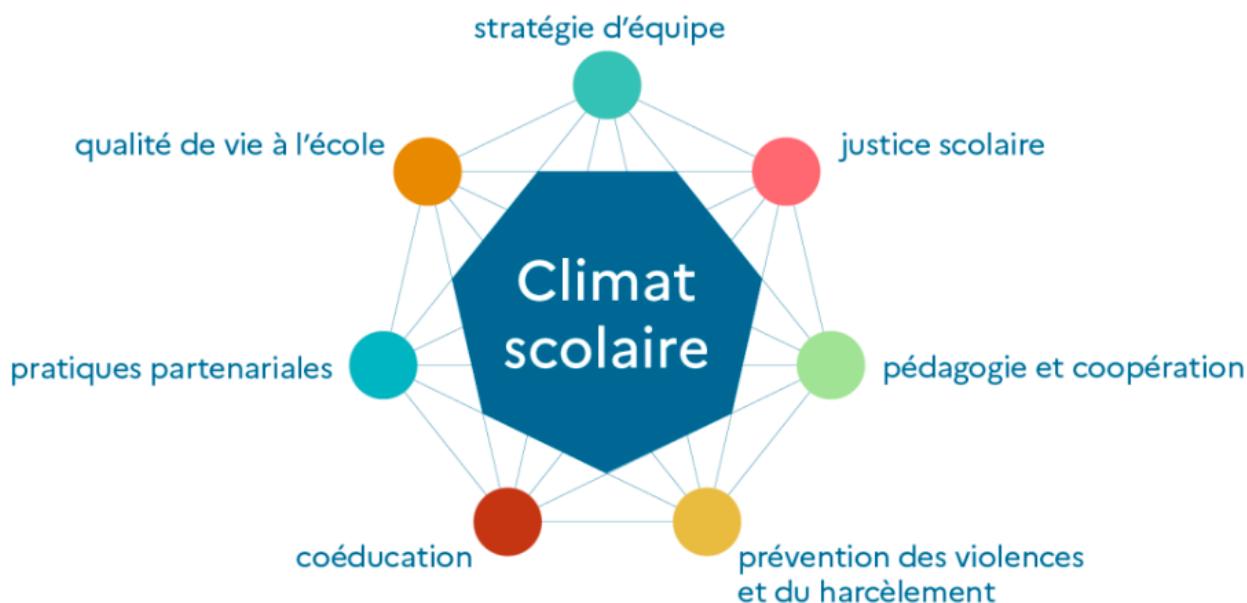 stratégie d'équipe
qualité de vie à l'école
justice scolaire
Climat
scolaire
pratiques partenariales
pédagogie et coopération
coéducation
prévention des violences
et du harcèlement